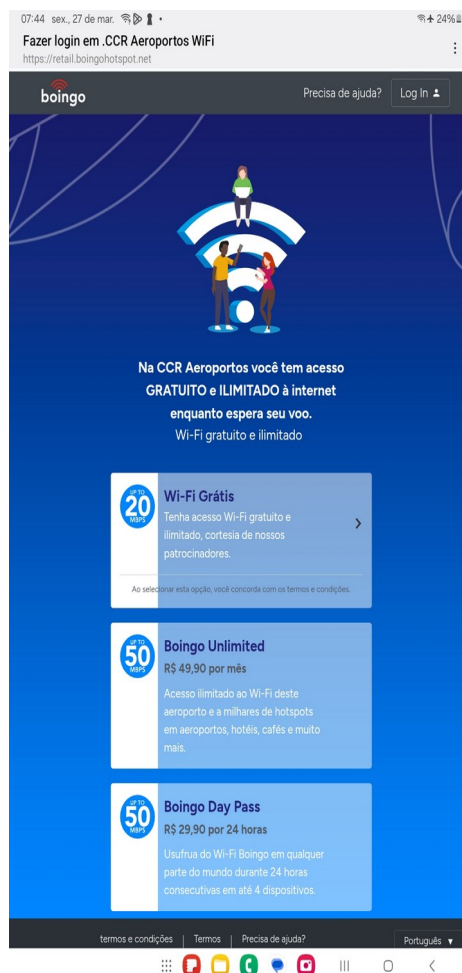 07:44 sex., 27 de mar.
24%
Fazer login em .CCR Aeroportos WiFi
https://retail.boingohotspot.net
boingo
Precisa de ajuda?
Log In
Na CCR Aeroportos você tem acesso
GRATUITO e ILIMITADO à internet
enquanto espera seu voo.
Wi-Fi gratuito e ilimitado
UP TO
20
MBPS
Wi-Fi Grátis
Tenha acesso Wi-Fi gratuito e
ilimitado, cortesia de nossos
patrocinadores.
Ao selecionar esta opção, você concorda com os termos e condições.
UP TO
50
MBPS
Boingo Unlimited
R$ 49,90 por mês
Acesso ilimitado ao Wi-Fi deste
aeroporto e a milhares de hotspots
em aeroportos, hotéis, cafés e muito
mais.
UP TO
50
MBPS
Boingo Day Pass
R$ 29,90 por 24 horas
Usufrua do Wi-Fi Boingo em qualquer
parte do mundo durante 24 horas
consecutivas em até 4 dispositivos.
termos e condições | Termos | Precisa de ajuda?
Português